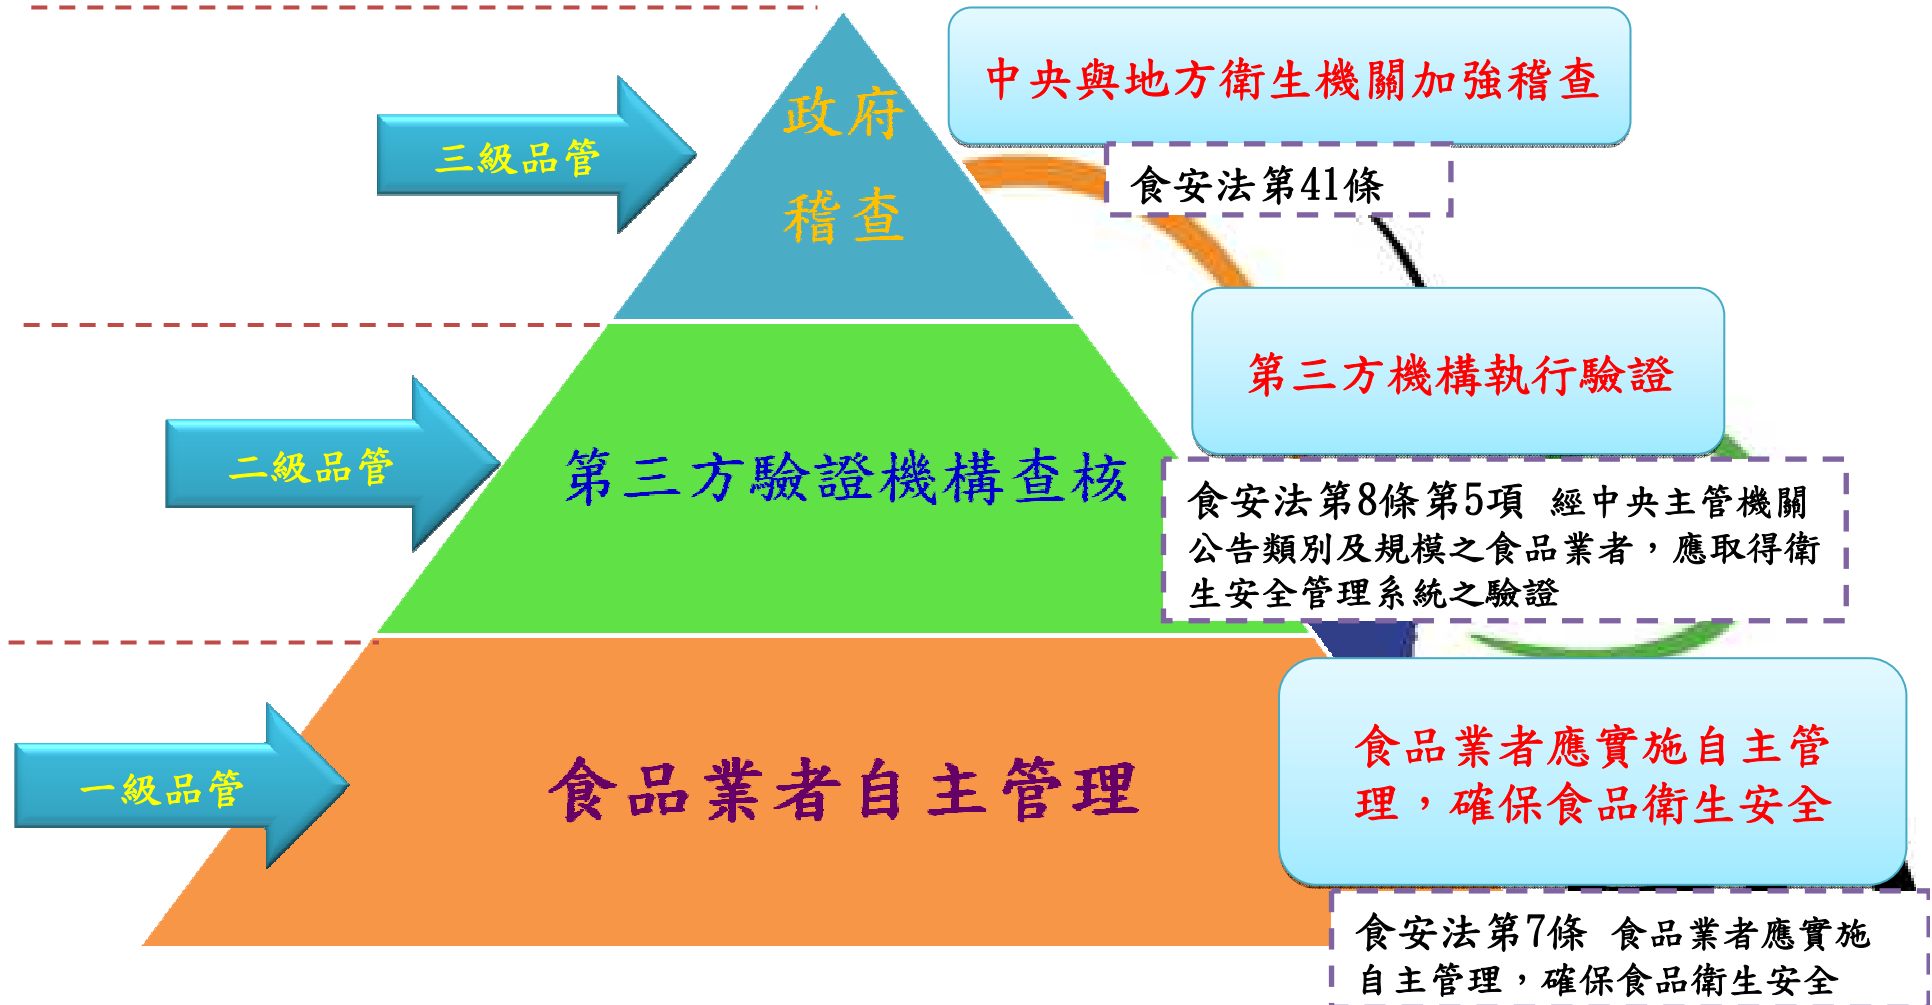 中央與地方衛生機關加強稽查
政府
稽查
三級品管
食安法第41條
第三方機構執行驗證
二級品管
第三方驗證機構查核
食安法第8條第5項 經中央主管機關
公告類別及規模之食品業者，應取得衛
生安全管理系統之驗證
一級品管
食品業者自主管理
食品業者應實施自主管
理，確保食品衛生安全
食安法第7條 食品業者應實施
自主管理，確保食品衛生安全